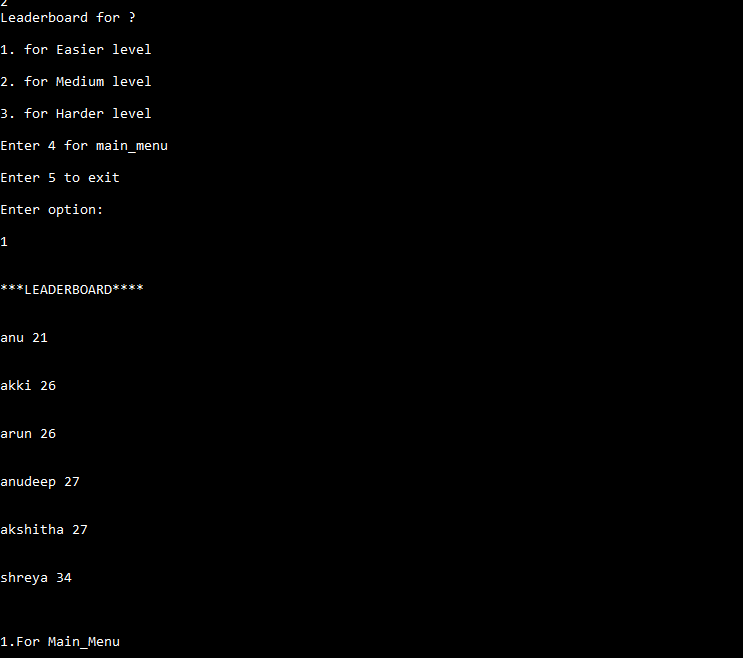 2
Leaderboard for ?
1. for Easier level
2. for Medium level
3. for Harder level
Enter 4 for main_menu
Enter 5 to exit
Enter option:
1
***LEADERBOARD****
anu 21
akki 26
arun 26
anudeep 27
akshitha 27
shreya 34
1.For Main_Menu